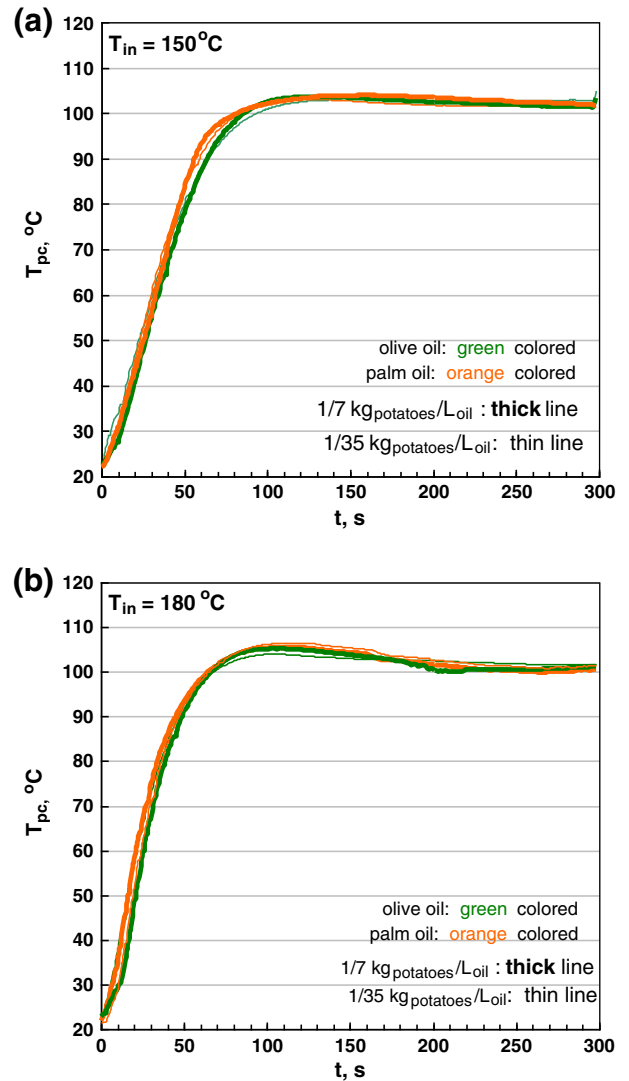 (a)
T_in = 150°C
120
110
100
90
80
70
60
50
40
30
20
T_pc, °C
olive oil: green colored
palm oil: orange colored
1/7 kg_potatoes/L_oil : thick line
1/35 kg_potatoes/L_oil: thin line
0 50 100 150 200 250 300
t, s
(b)
T_in = 180 °C
120
110
100
90
80
70
60
50
40
30
20
T_pc, °C
olive oil: green colored
palm oil: orange colored
1/7 kg_potatoes/L_oil : thick line
1/35 kg_potatoes/L_oil: thin line
0 50 100 150 200 250 300
t, s